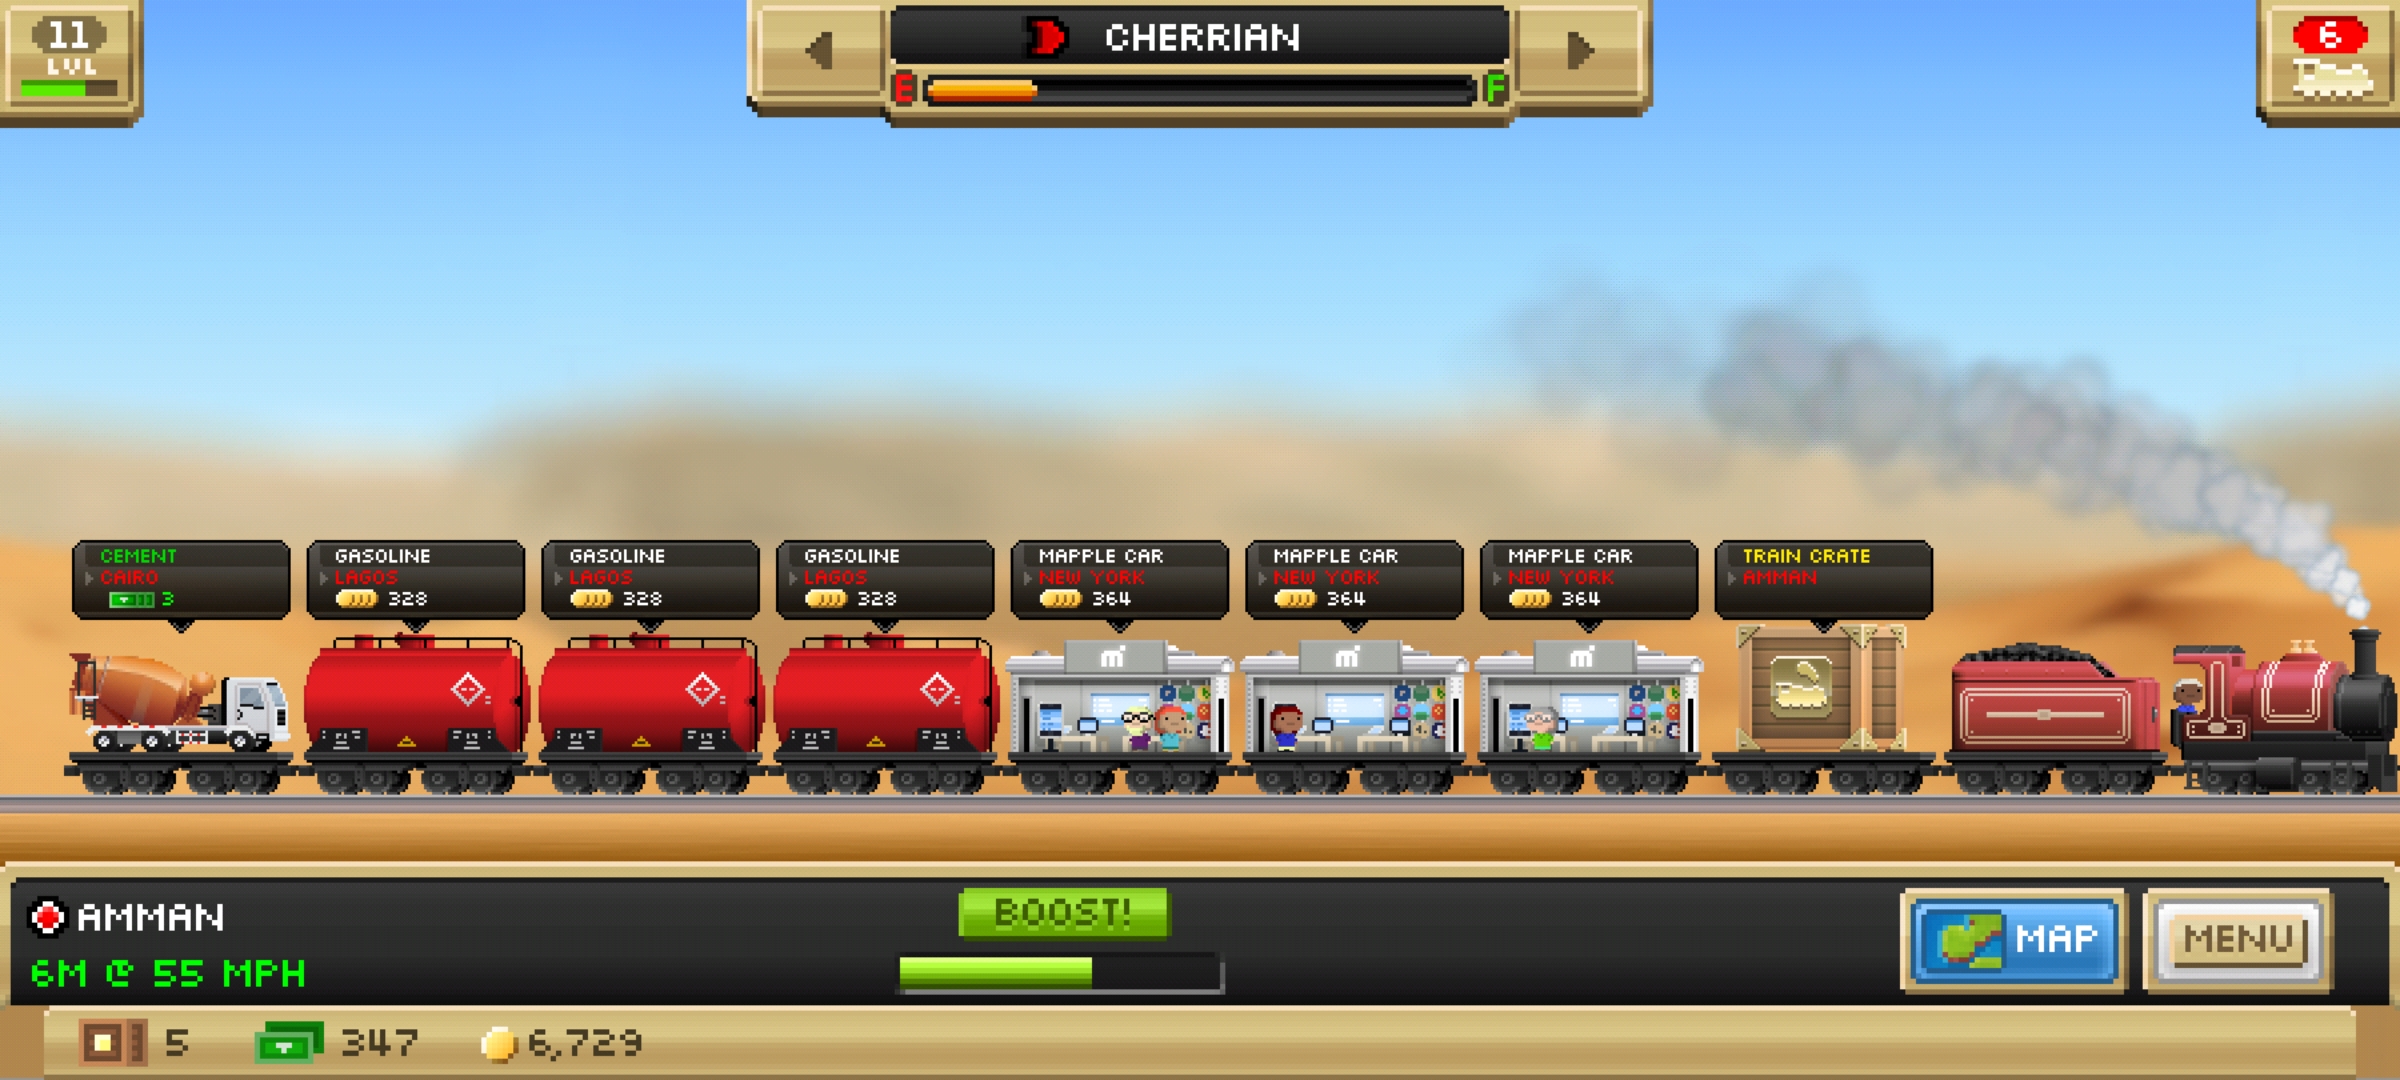 11
LVL
CHERRIAN
E F
6
CEMENT
CAIRO
3
GASOLINE
LAGOS
328
GASOLINE
LAGOS
328
GASOLINE
LAGOS
328
MAPPLE CAR
NEW YORK
364
MAPPLE CAR
NEW YORK
364
MAPPLE CAR
NEW YORK
364
TRAIN CRATE
AMMAN
m
m
m
AMMAN
6M @ 55 MPH
BOOST!
MAP
MENU
5
347
6,729